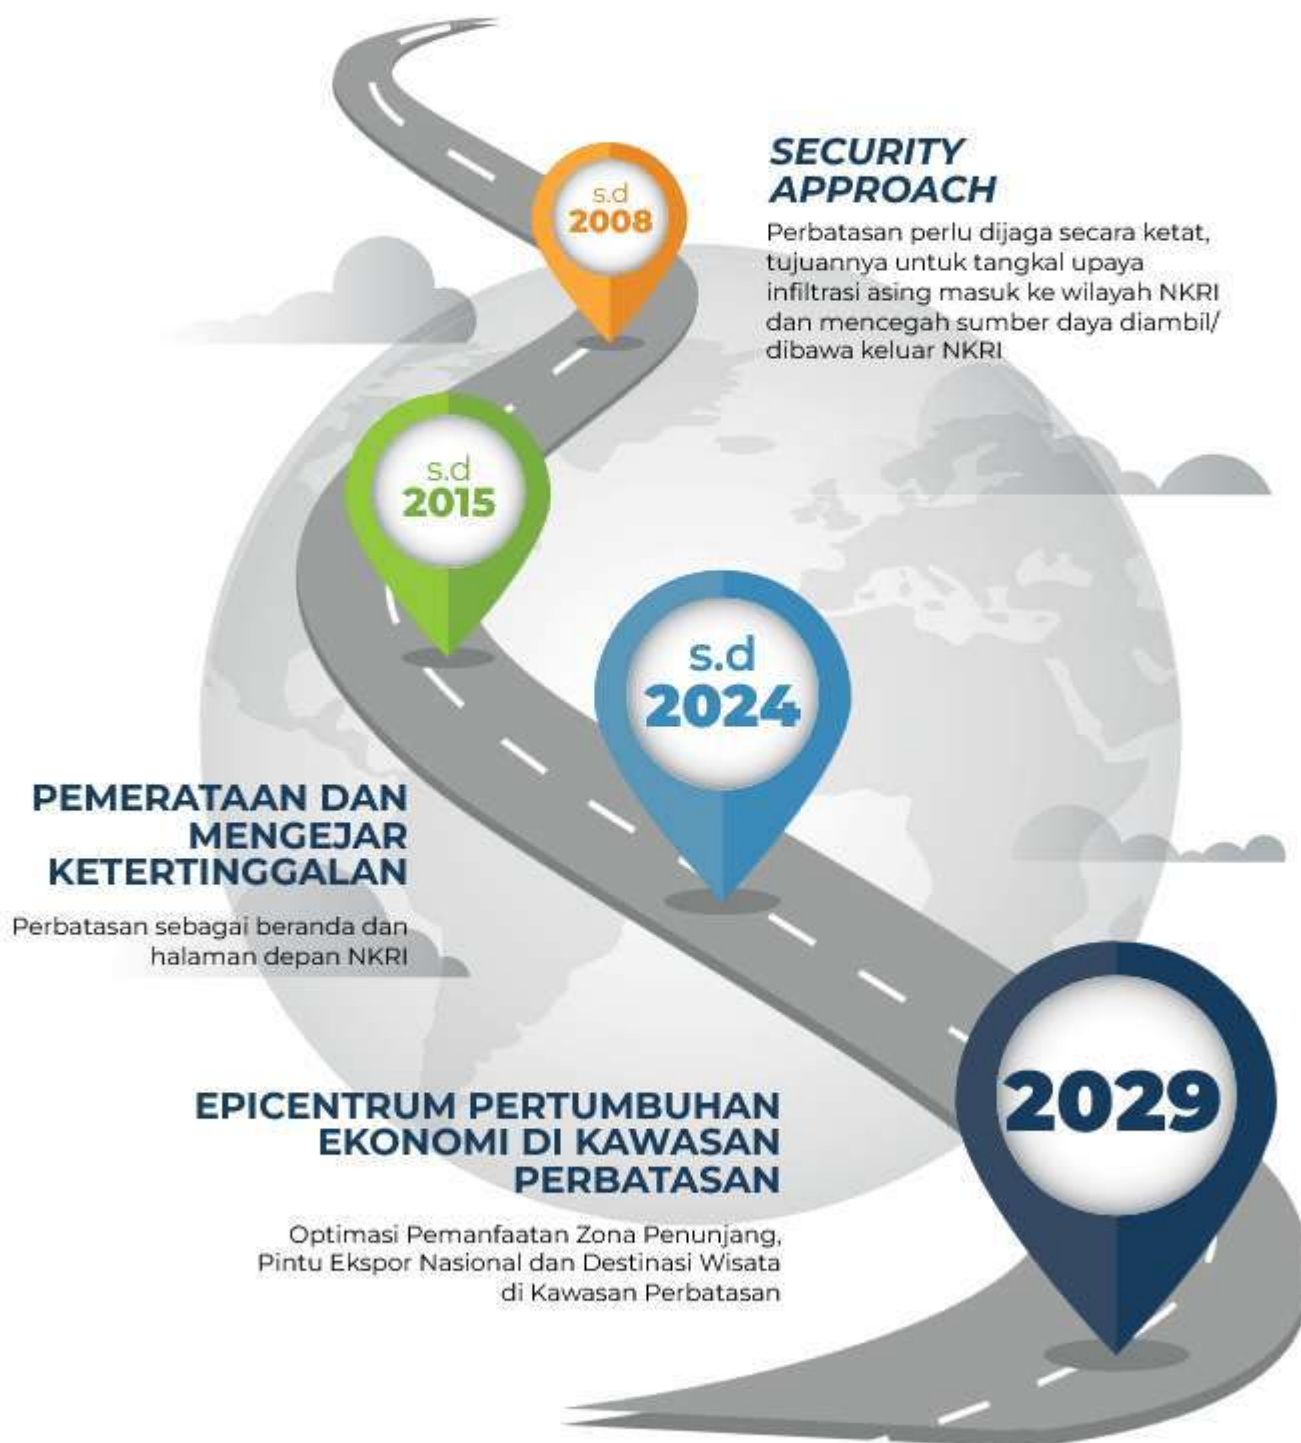 s.d
2008
SECURITY
APPROACH
Perbatasan perlu dijaga secara ketat,
tujuannya untuk tangkal upaya
infiltrasi asing masuk ke wilayah NKRI
dan mencegah sumber daya diambil/
dibawa keluar NKRI
s.d
2015
s.d
2024
PEMERATAAN DAN
MENGEJAR
KETERTINGGALAN
Perbatasan sebagai beranda dan
halaman depan NKRI
2029
EPICENTRUM PERTUMBUHAN
EKONOMI DI KAWASAN
PERBATASAN
Optimasi Pemanfaatan Zona Penunjang,
Pintu Ekspor Nasional dan Destinasi Wisata
di Kawasan Perbatasan